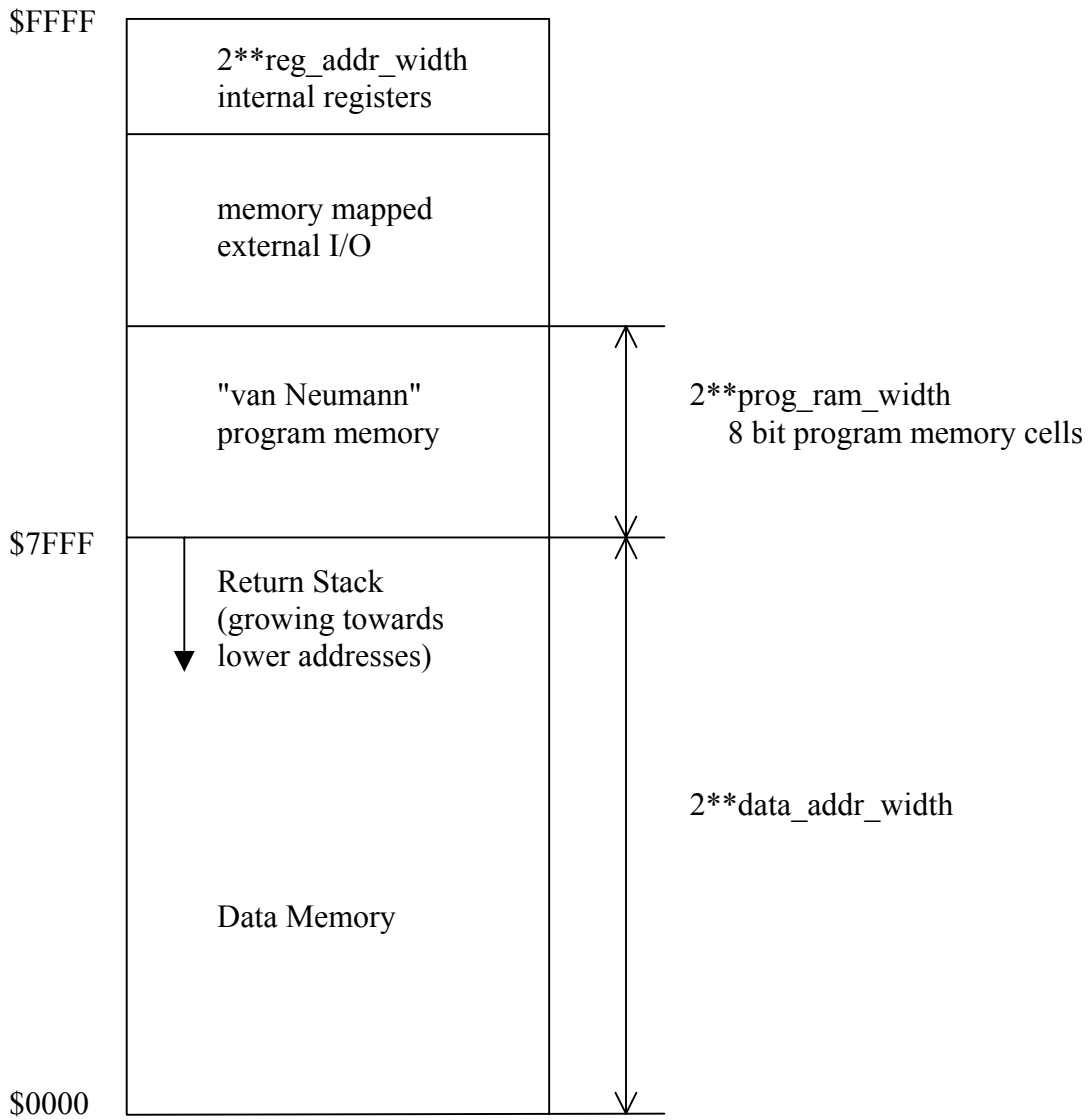 $FFFF
2**reg_addr_width
internal registers
memory mapped
external I/O
"van Neumann"
program memory
2**prog_ram_width
8 bit program memory cells
$7FFF
Return Stack
(growing towards
lower addresses)
2**data_addr_width
Data Memory
$0000